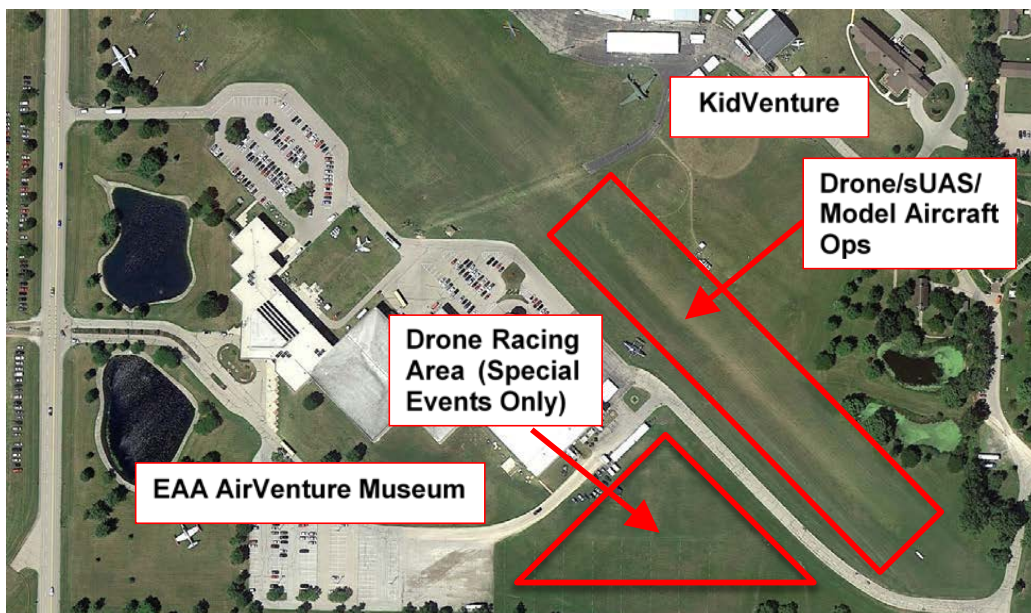 KidVenture
Drone/sUAS/
Model Aircraft
Ops
Drone Racing
Area (Special
Events Only)
EAA AirVenture Museum